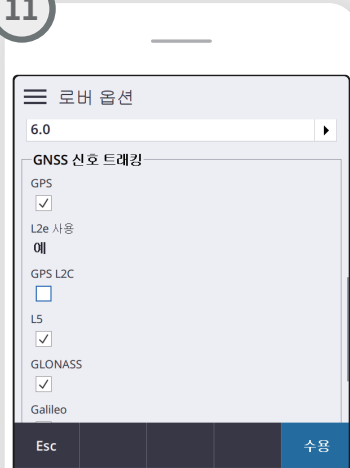 11
로버 옵션
6.0
GNSS 신호 트래킹
GPS
L2e 사용
예
GPS L2C
L5
GLONASS
Galileo
Esc
수용